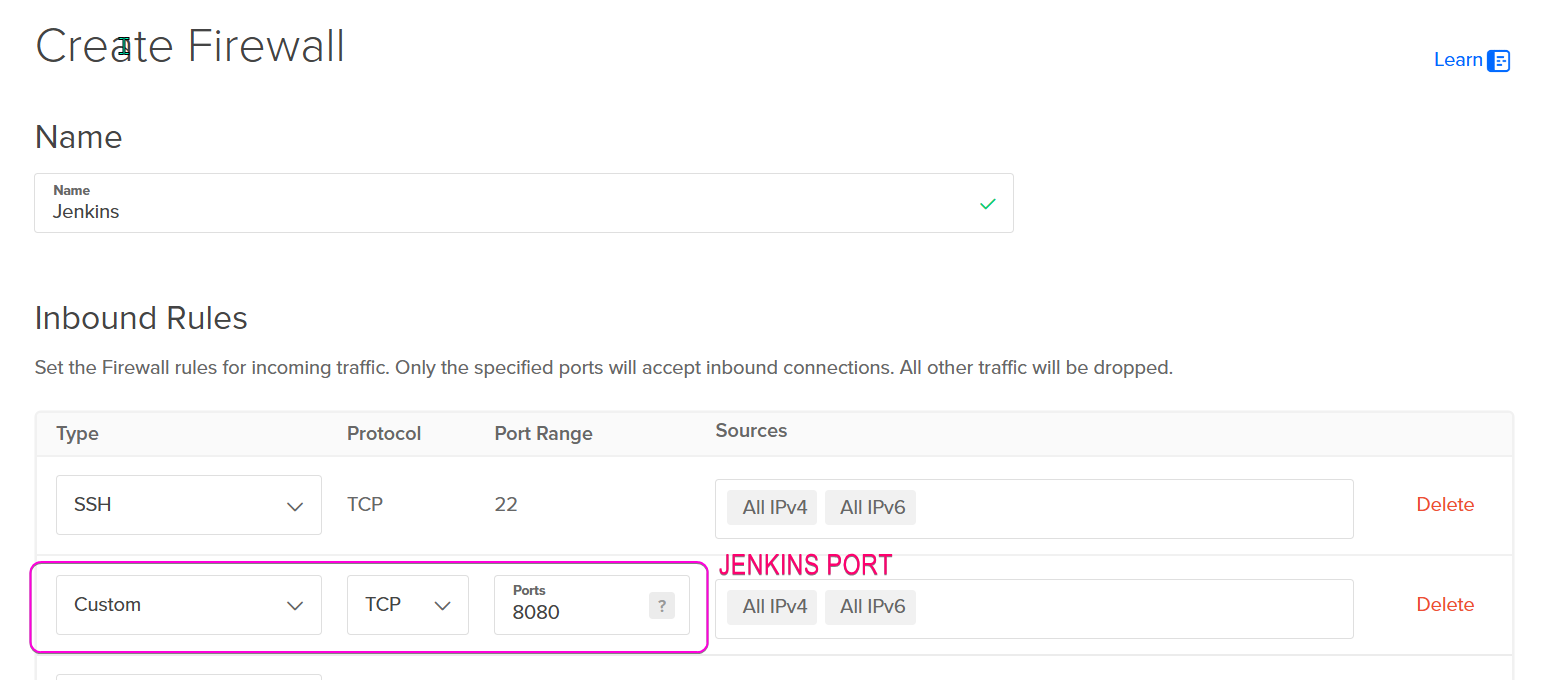 Create Firewall
Learn
Name
Name
Jenkins
Inbound Rules
Set the Firewall rules for incoming traffic. Only the specified ports will accept inbound connections. All other traffic will be dropped.
Type Protocol Port Range Sources
SSH TCP 22 All IPv4 All IPv6 Delete
JENKINS PORT
Custom TCP Ports 8080 ? All IPv4 All IPv6 Delete